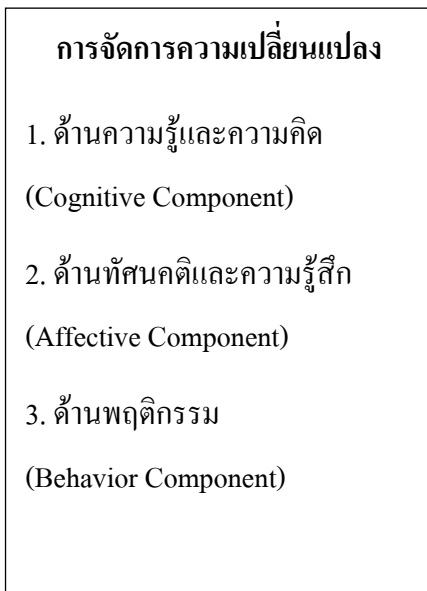 การจัดการความเปลี่ยนแปลง
1. ด้านความรู้และความคิด
(Cognitive Component)
2. ด้านทัศนคติและความรู้สึก
(Affective Component)
3. ด้านพฤติกรรม
(Behavior Component)